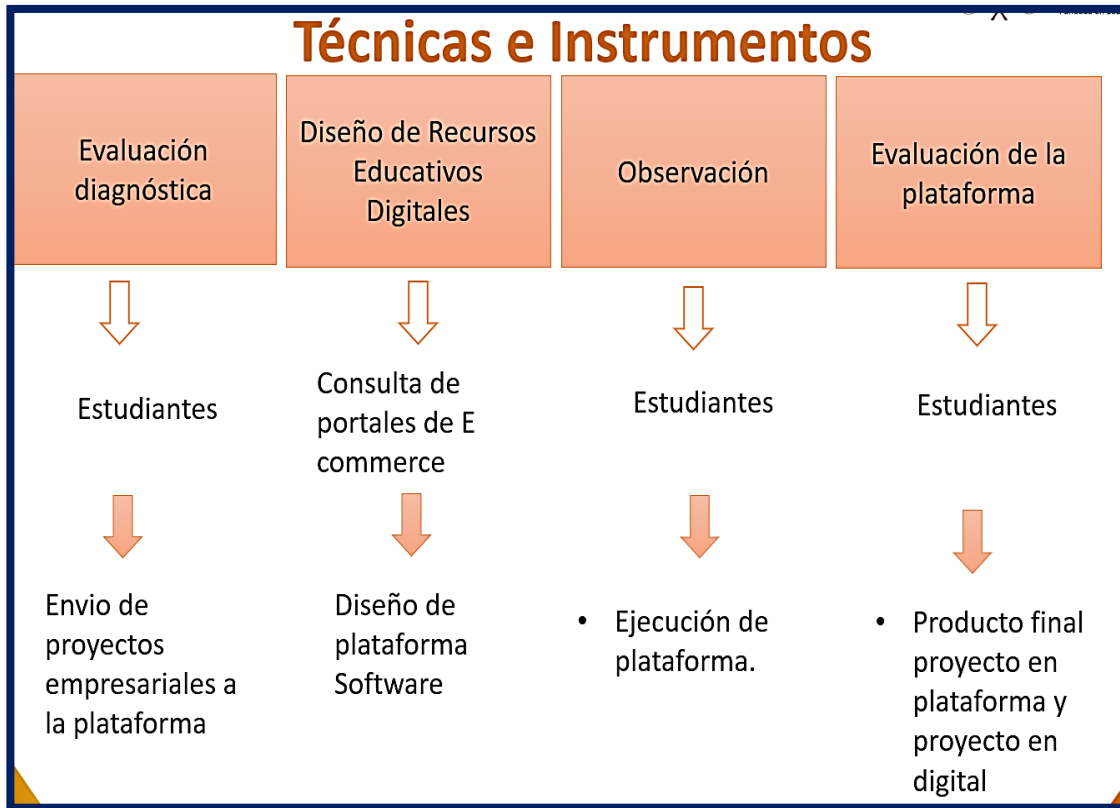 Técnicas e Instrumentos
Evaluación
diagnóstica
Diseño de Recursos
Educativos
Digitales
Observación
Evaluación de la
plataforma
Estudiantes
Consulta de
portales de E
commerce
Estudiantes
Estudiantes
Envio de
proyectos
empresariales a
la plataforma
Diseño de
plataforma
Software
• Ejecución de
plataforma.
• Producto final
proyecto en
plataforma y
proyecto en
digital